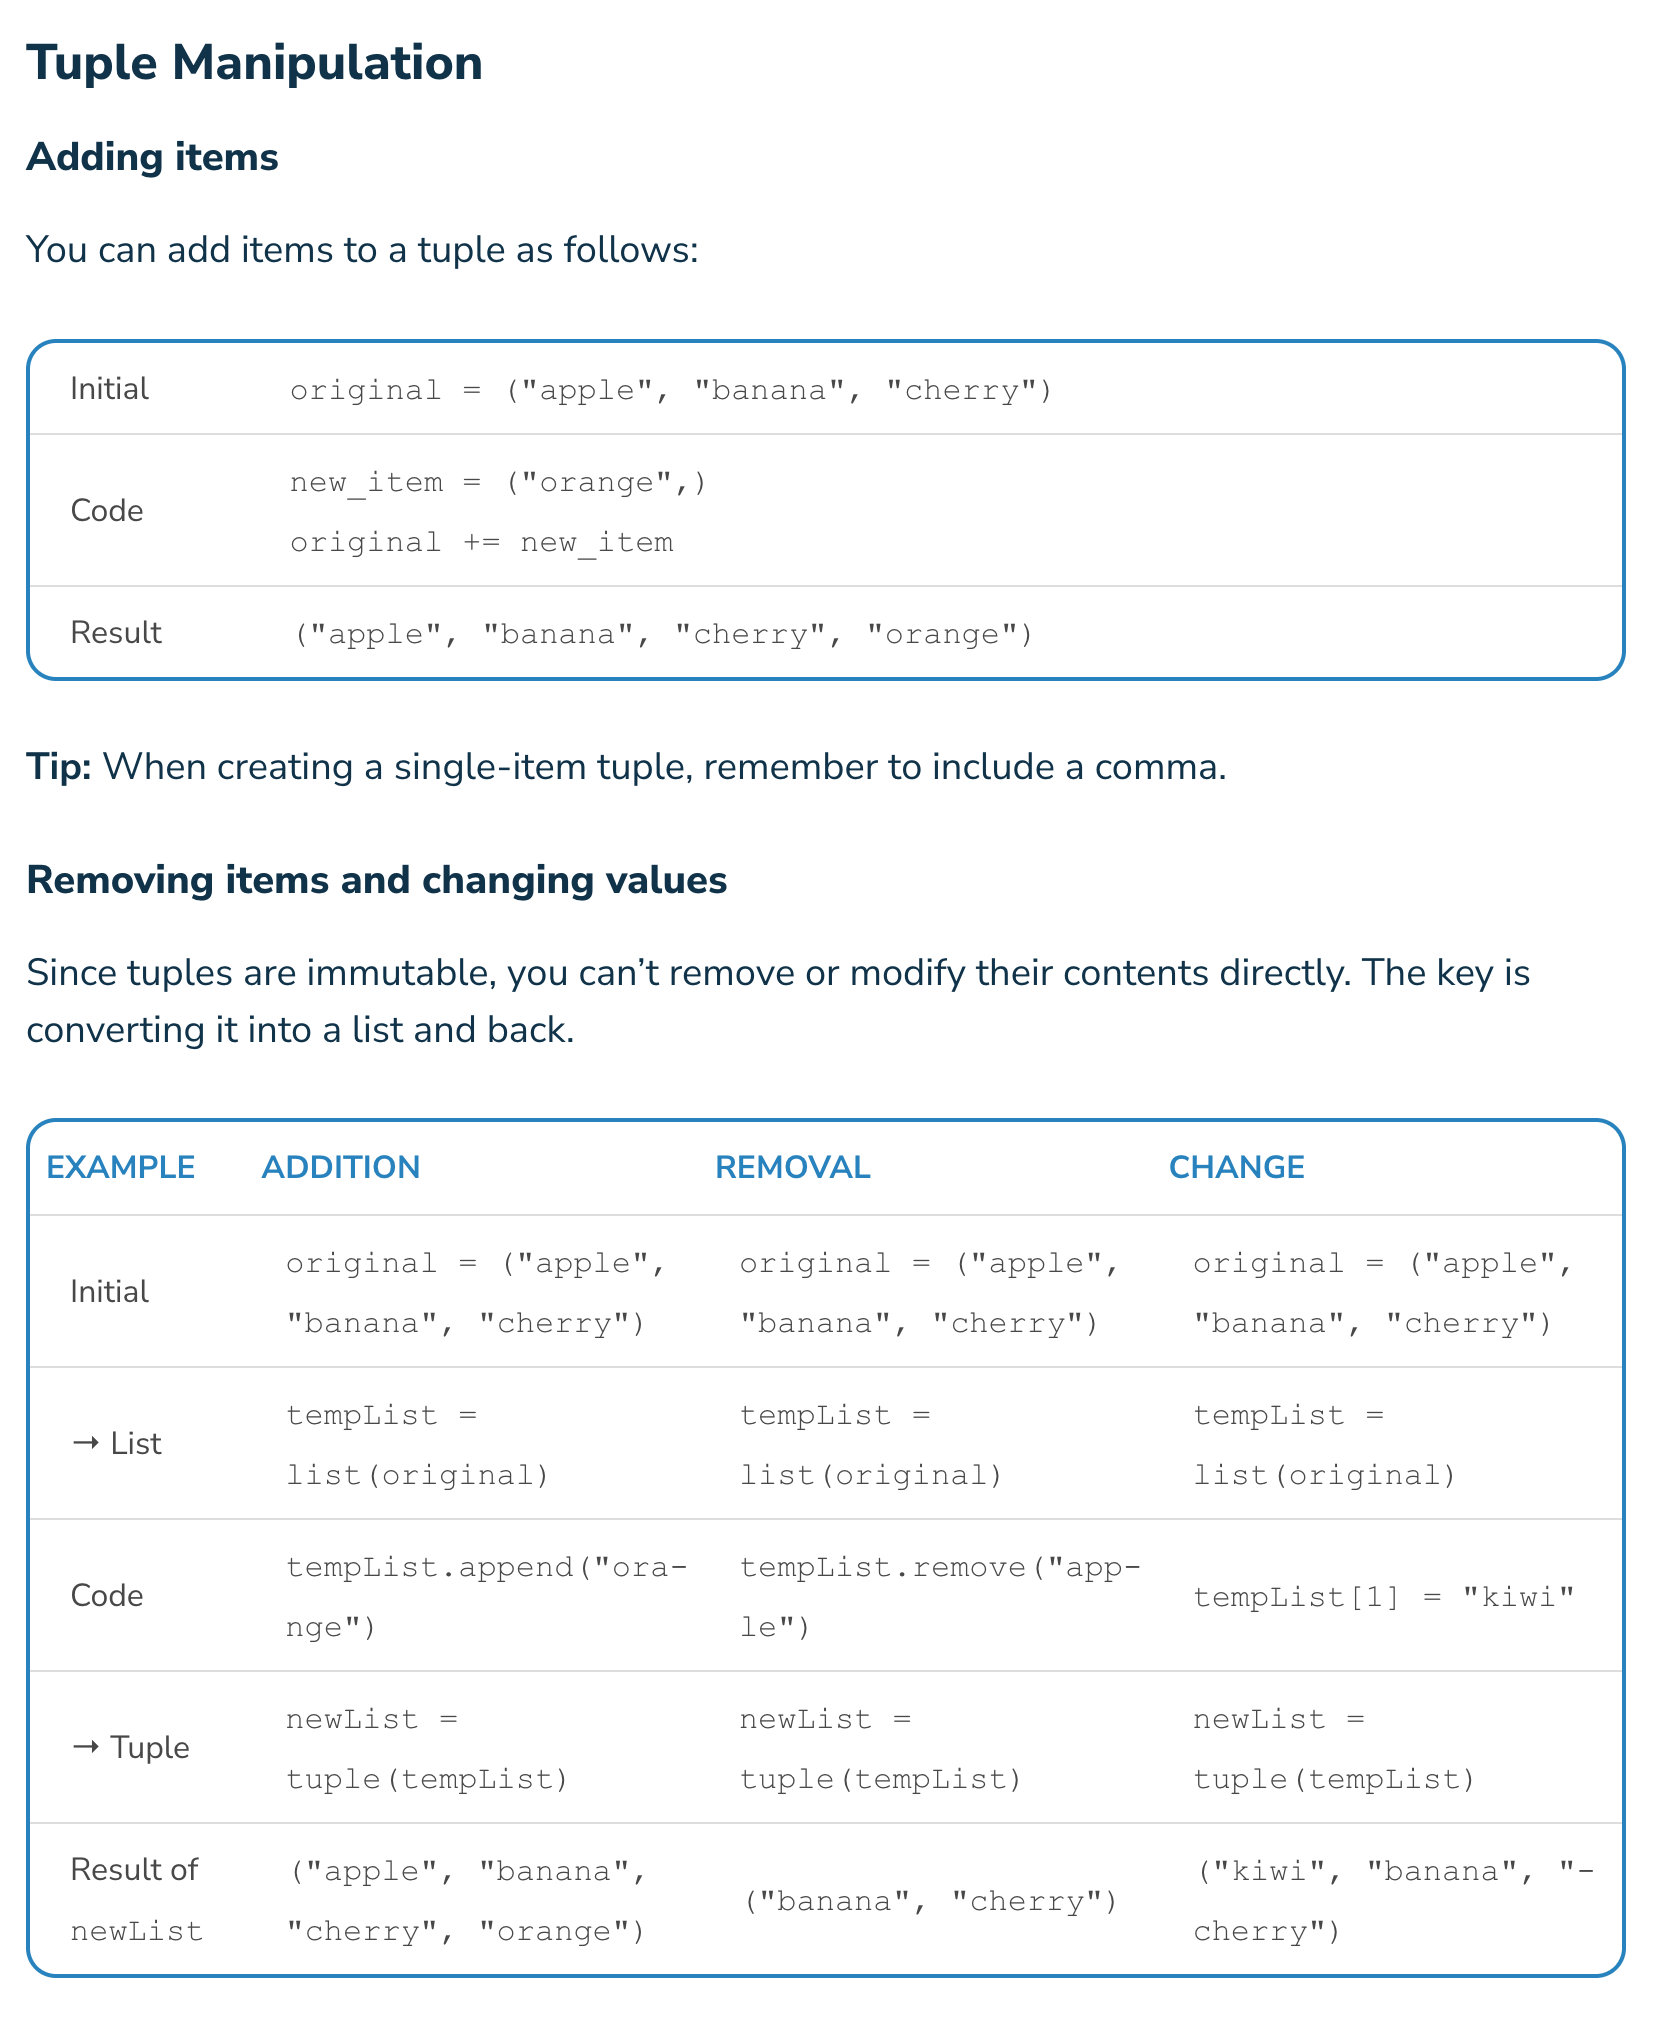 Tuple Manipulation
Adding items
You can add items to a tuple as follows:
Initial
original = ("apple", "banana", "cherry")
Code
new_item = ("orange",)
original += new_item
Result
("apple", "banana", "cherry", "orange")
Tip: When creating a single-item tuple, remember to include a comma.
Removing items and changing values
Since tuples are immutable, you can’t remove or modify their contents directly. The key is
converting it into a list and back.
EXAMPLE
ADDITION
REMOVAL
CHANGE
Initial
original = ("apple",
"banana", "cherry")
original = ("apple",
"banana", "cherry")
original = ("apple",
"banana", "cherry")
→ List
tempList =
list(original)
tempList =
list(original)
tempList =
list(original)
Code
tempList.append("ora-
nge")
tempList.remove("app-
le")
tempList[1] = "kiwi"
→ Tuple
newList =
tuple(tempList)
newList =
tuple(tempList)
newList =
tuple(tempList)
Result of
newList
("apple", "banana",
"cherry", "orange")
("banana", "cherry")
("kiwi", "banana", "-
cherry")